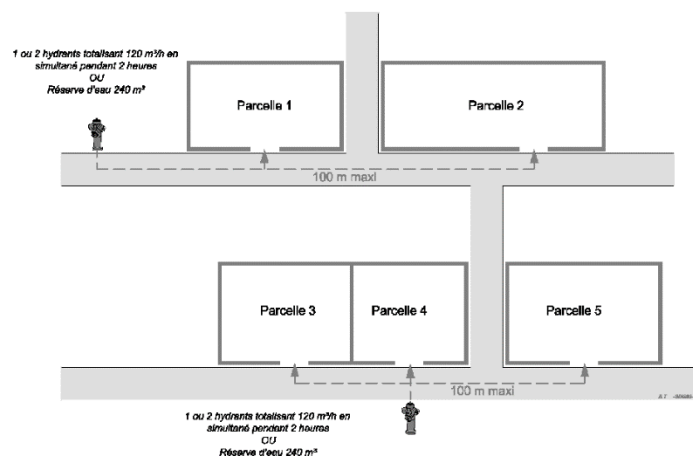 1 ou 2 hydrants totalisant 120 m³/h en
simultané pendant 2 heures
OU
Réserve d'eau 240 m³
Parcelle 1
Parcelle 2
100 m maxi
Parcelle 3
Parcelle 4
Parcelle 5
100 m maxi
1 ou 2 hydrants totalisant 120 m³/h en
simultané pendant 2 heures
OU
Réserve d'eau 240 m³